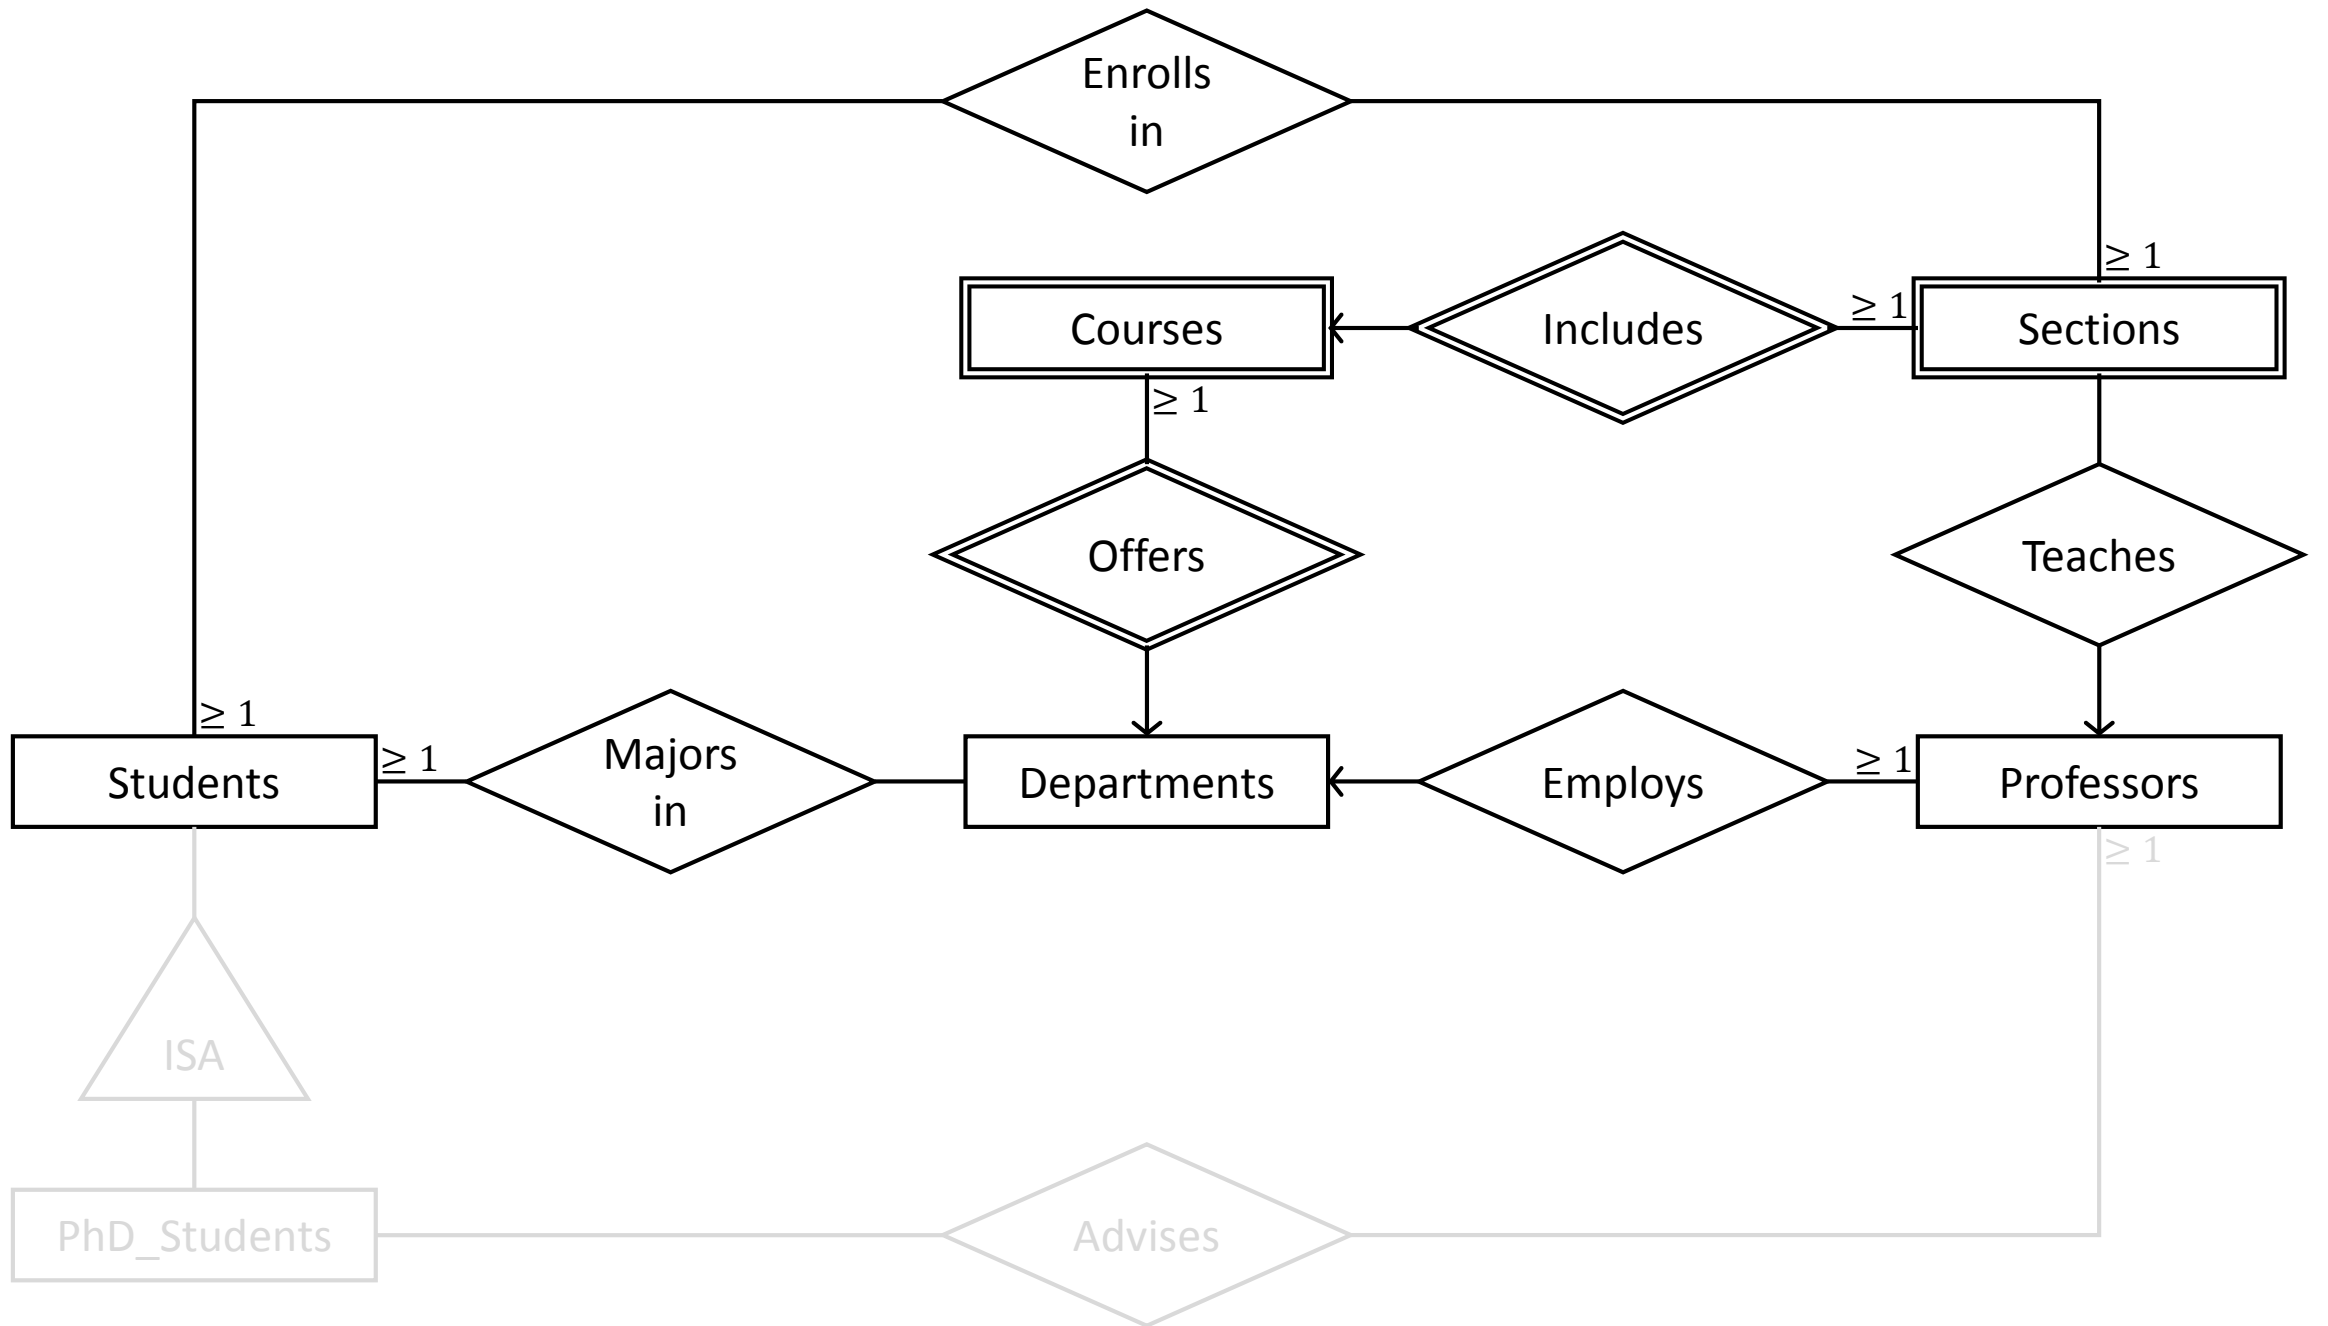 Enrolls
in
≥ 1
Courses
Includes
≥ 1
Sections
≥ 1
Offers
Teaches
≥ 1
Students
≥ 1
Majors
in
Departments
Employs
≥ 1
Professors
≥ 1
ISA
PhD_Students
Advises